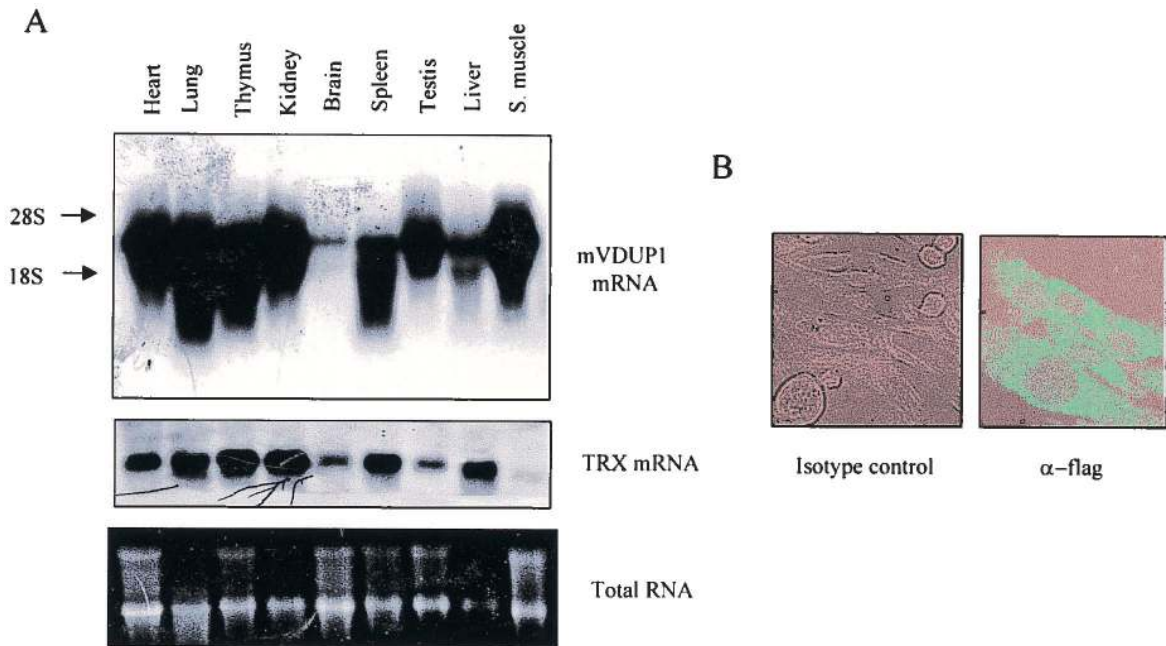 A
Heart
Lung
Thymus
Kidney
Brain
Spleen
Testis
Liver
S. muscle
28S
18S
mVDUP1
mRNA
TRX mRNA
Total RNA
B
Isotype control
α-flag